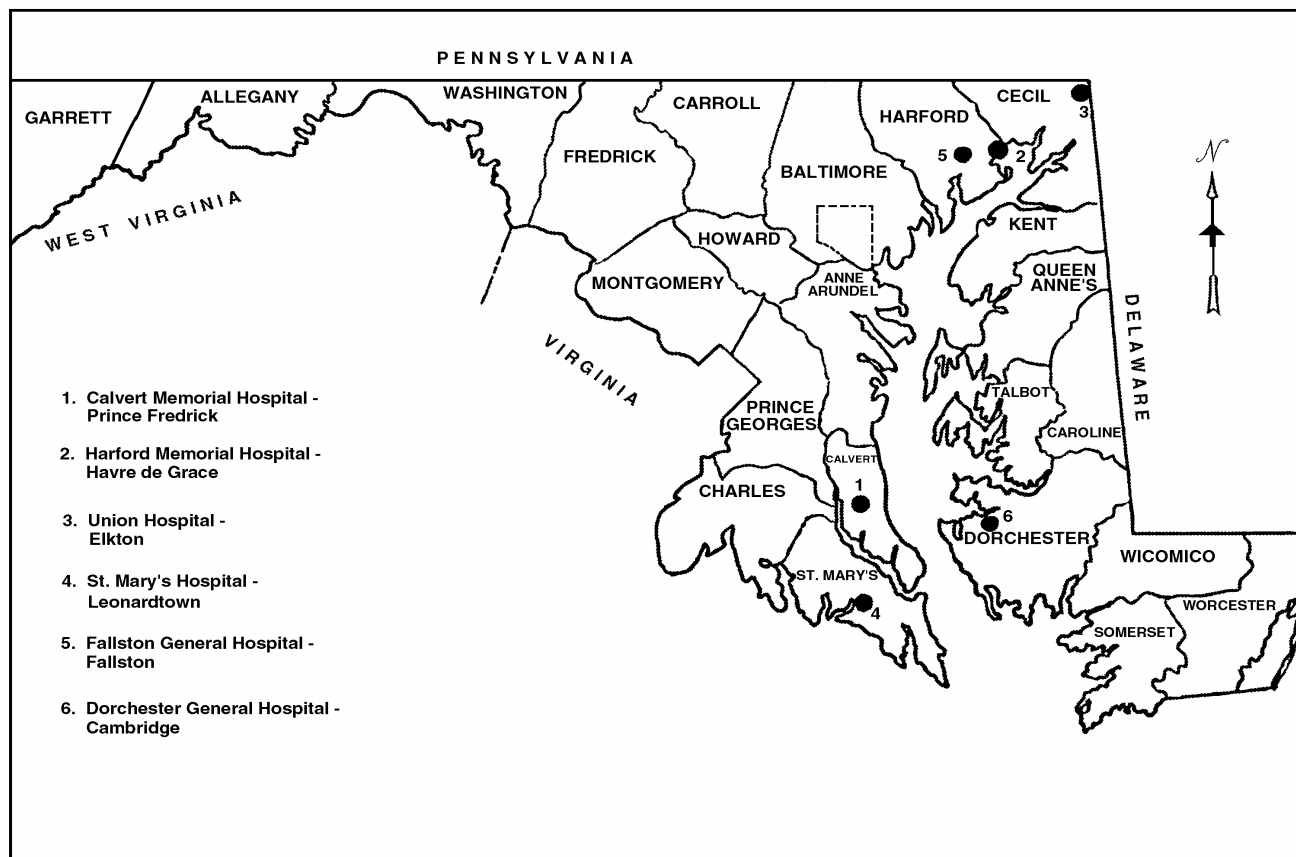 PENNSYLVANIA
GARRETT
ALLEGANY
WASHINGTON
FREDRICK
CARROLL
BALTIMORE
HARFORD
CECIL
3
5
2
N
WEST VIRGINIA
HOWARD
KENT
MONTGOMERY
ANNE
ARUNDEL
QUEEN
ANNE'S
VIRGINIA
DELAWARE
TALBOT
CAROLINE
PRINCE
GEORGES
CALVERT
1
CHARLES
6
DORCHESTER
WICOMICO
ST. MARY'S
4
WORCESTER
SOMERSET
1. Calvert Memorial Hospital -
Prince Fredrick
2. Harford Memorial Hospital -
Havre de Grace
3. Union Hospital -
Elkton
4. St. Mary's Hospital -
Leonardtown
5. Fallston General Hospital -
Fallston
6. Dorchester General Hospital -
Cambridge